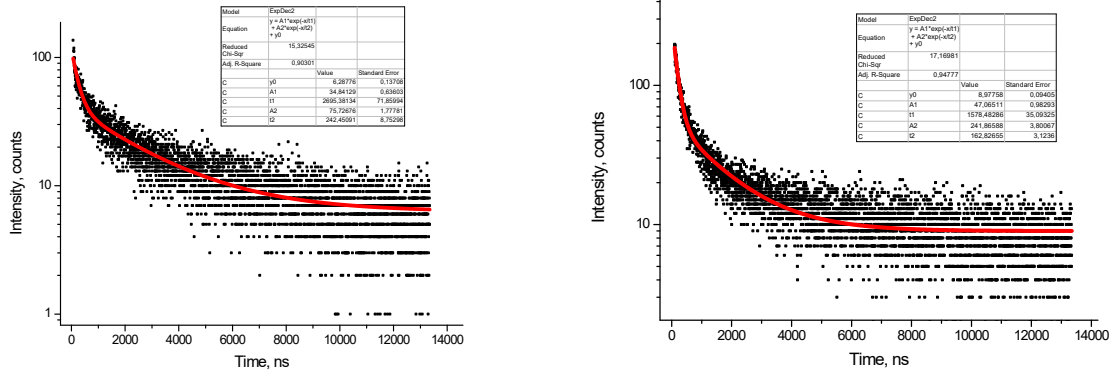 Model ExpDec2
Equation y = A1*exp(-x/t1) + A2*exp(-x/t2) + y0
Reduced Chi-Sqr 15,32545
Adj. R-Square 0,90301
Value Standard Error
C y0 6,28776 0,13708
C A1 34,84129 0,63603
C t1 2695,38134 71,85994
C A2 75,72676 1,77781
C t2 242,45091 8,75298
100
10
1
Intensity, counts
0 2000 4000 6000 8000 10000 12000 14000
Time, ns
Model ExpDec2
Equation y = A1*exp(-x/t1) + A2*exp(-x/t2) + y0
Reduced Chi-Sqr 17,16981
Adj. R-Square 0,94777
Value Standard Error
C y0 8,97758 0,09405
C A1 47,06511 0,98293
C t1 1578,48286 35,09325
C A2 241,86588 3,80067
C t2 162,82655 3,1236
100
10
Intensity, counts
0 2000 4000 6000 8000 10000 12000 14000
Time, ns